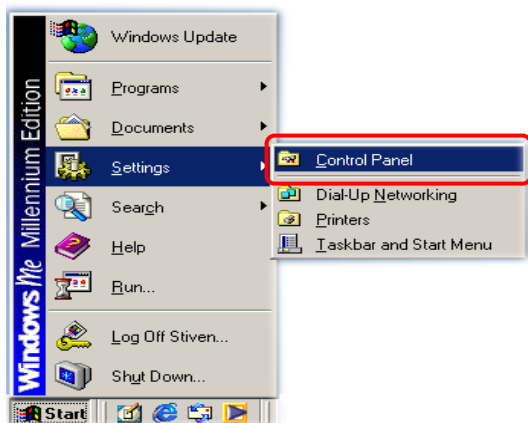 Windows Me Millennium Edition
Windows Update
Programs
Documents
Settings
Search
Help
Run...
Log Off Stiven...
Shut Down...
Control Panel
Dial-Up Networking
Printers
Taskbar and Start Menu
Start